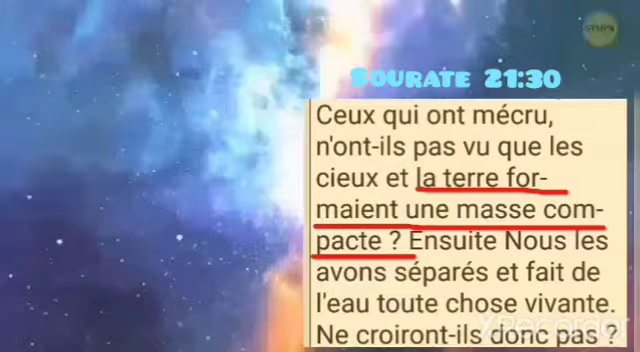 SOURATE 21:30
Ceux qui ont mécru,
n'ont-ils pas vu que les
cieux et la terre for-
maient une masse com-
pacte ? Ensuite Nous les
avons séparés et fait de
l'eau toute chose vivante.
Ne croiront-ils donc pas ?
XRecorder